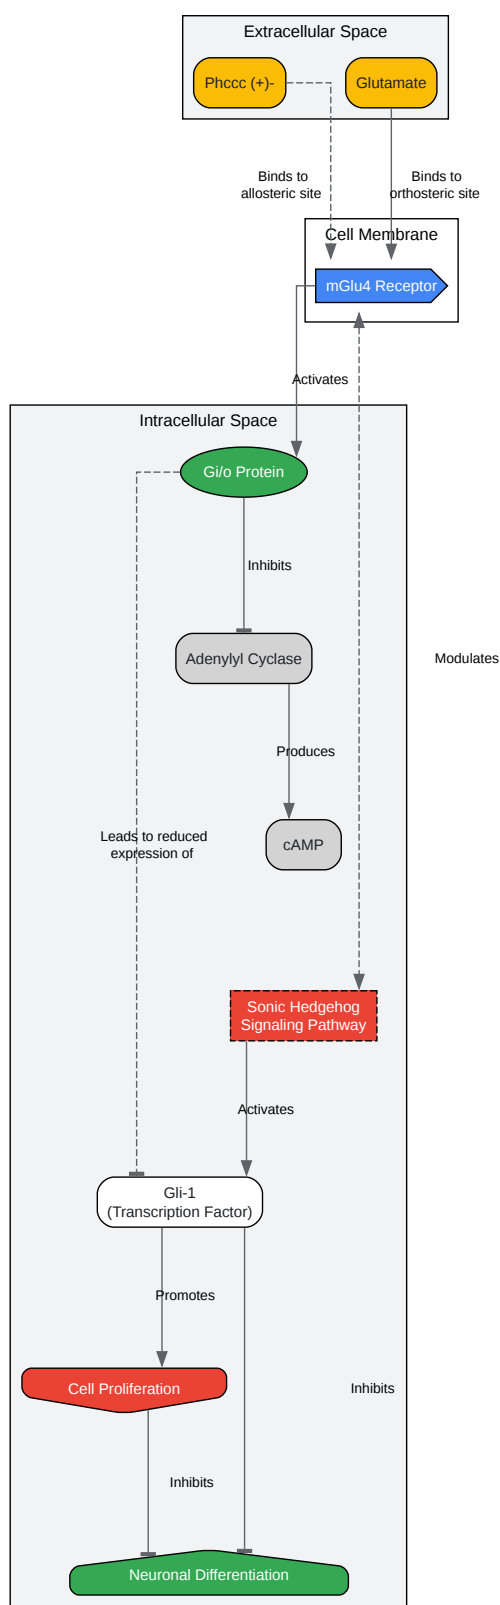 Extracellular Space
Phccc (+)-
Glutamate
Binds to
allosteric site
Binds to
orthosteric site
Cell Membrane
mGlu4 Receptor
Activates
Intracellular Space
Gi/o Protein
Inhibits
Adenylyl Cyclase
Modulates
Produces
Leads to reduced
expression of
cAMP
Sonic Hedgehog
Signaling Pathway
Activates
Gli-1
(Transcription Factor)
Promotes
Cell Proliferation
Inhibits
Inhibits
Neuronal Differentiation